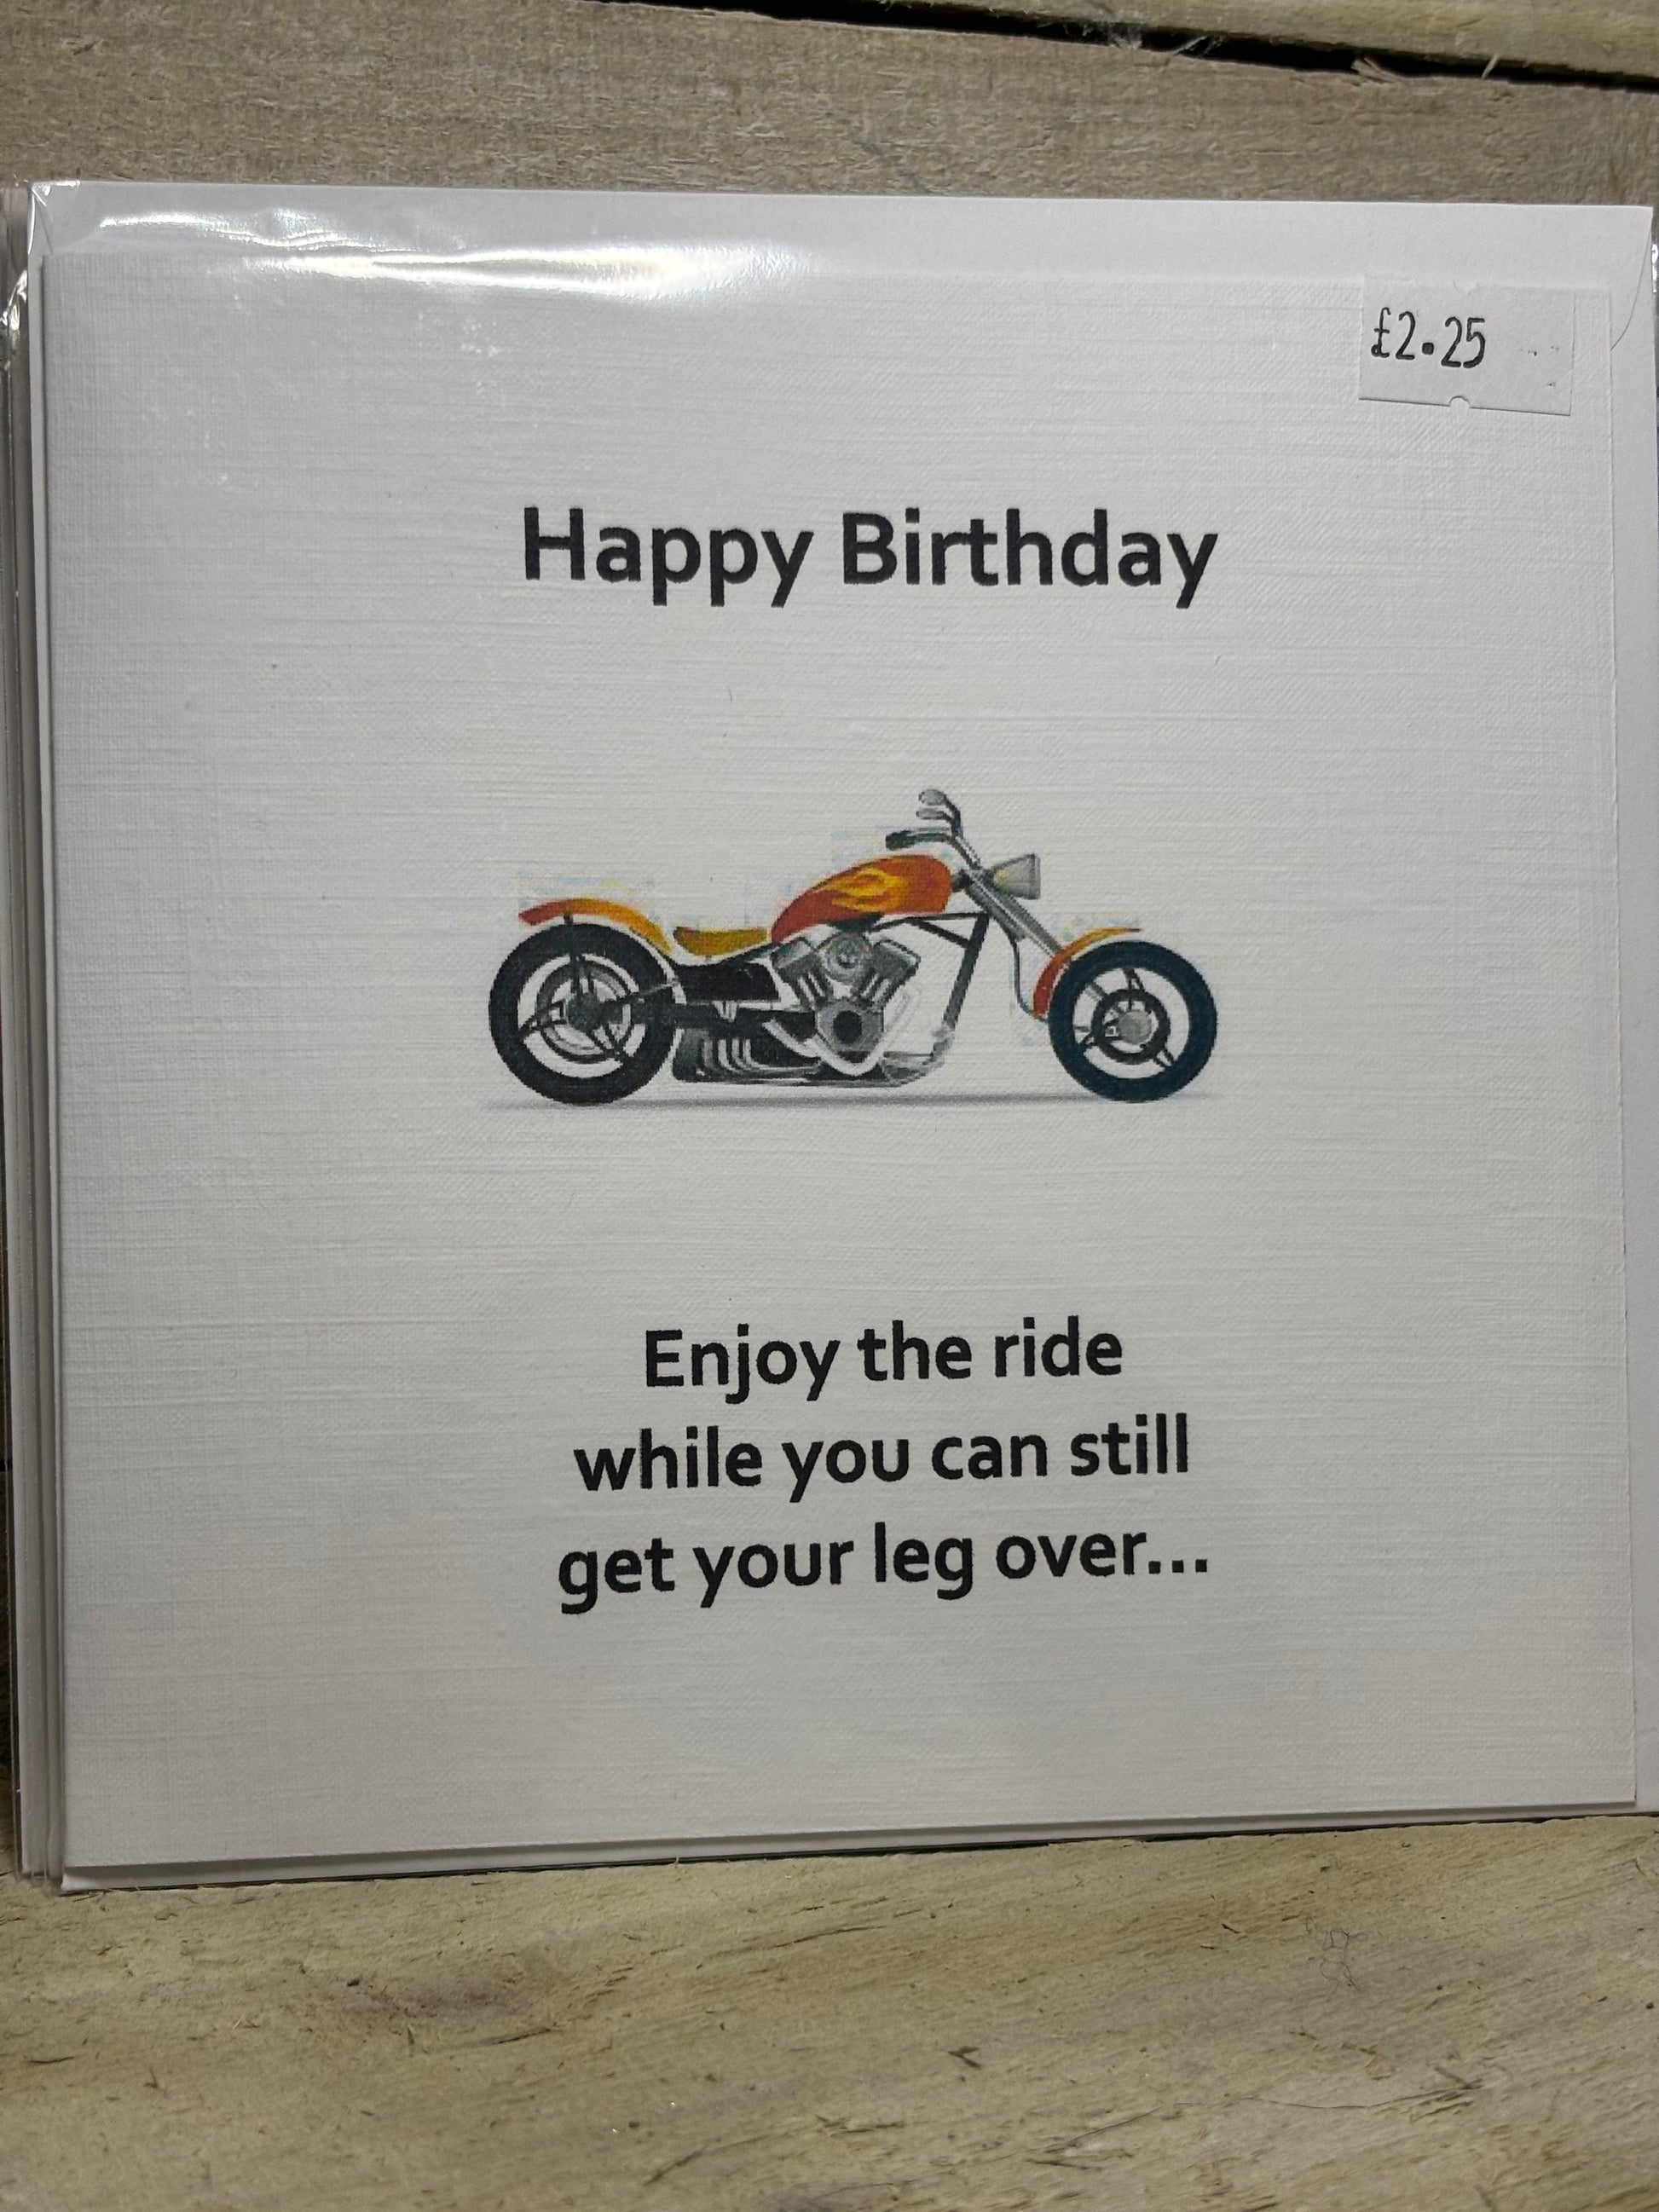 £2.25
Happy Birthday
Enjoy the ride
while you can still
get your leg over...